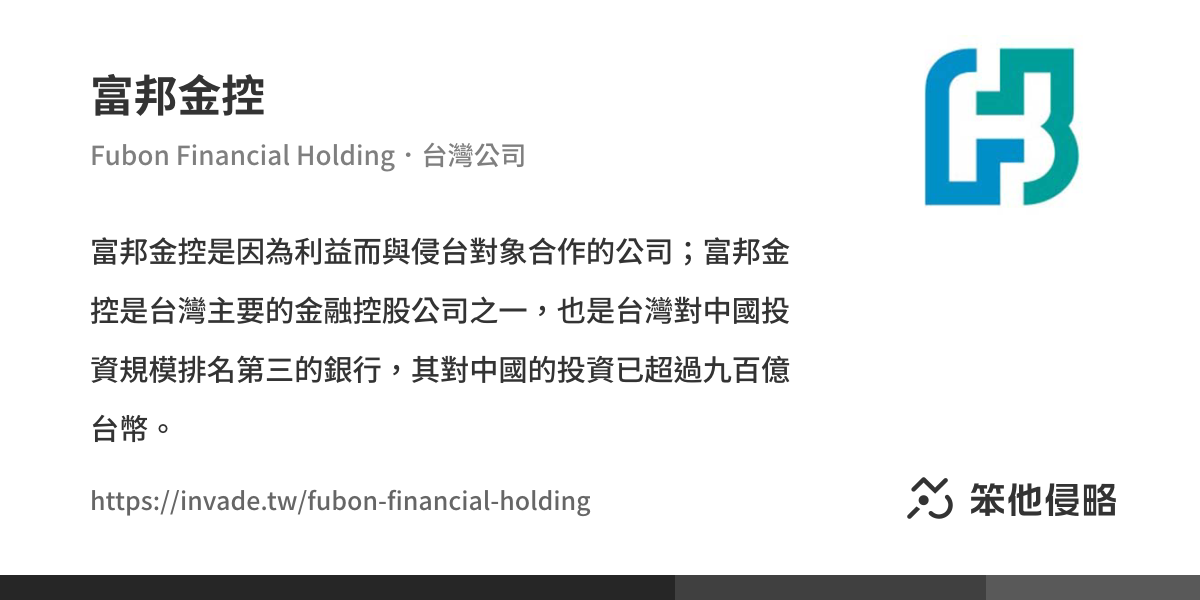 富邦金控
Fubon Financial Holding · 台灣公司
富邦金控是因為利益而與侵台對象合作的公司；富邦金
控是台灣主要的金融控股公司之一，也是台灣對中國投
資規模排名第三的銀行，其對中國的投資已超過九百億
台幣。
https://invade.tw/fubon-financial-holding
笨他侵略